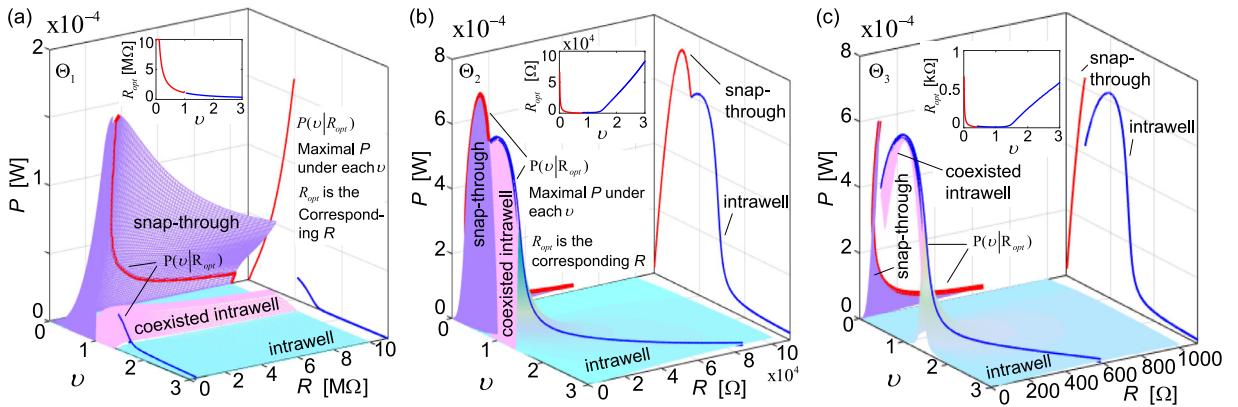 (a)
x10⁻⁴
2
1
0
P [W]
Θ₁
10
5
0
R_opt [MΩ]
0 1 2 3
υ
P(υ|R_opt)
Maximal P
under each υ
R_opt is the
Correspond-
ing R
snap-through
P(υ|R_opt)
coexisted intrawell
intrawell
0
1
2
3
υ
0
2
4
6
8
10
R [MΩ]
(b)
x10⁻⁴
8
6
4
2
0
P [W]
Θ₂
x10⁴
10
5
0
R_opt [Ω]
0 1 2 3
υ
snap-
through
P(υ|R_opt)
Maximal P under
each υ
R_opt is the
corresponding R
snap-through
coexisted intrawell
intrawell
intrawell
0
1
2
3
υ
0
2
4
6
8
10
x10⁴
R [Ω]
(c)
x10⁻⁴
8
6
4
2
0
P [W]
Θ₃
1
0
R_opt [kΩ]
0 1 2 3
υ
snap-
through
intrawell
coexisted
intrawell
snap-through
P(υ|R_opt)
intrawell
0
1
2
3
υ
0
200
400
600
800
1000
R [Ω]